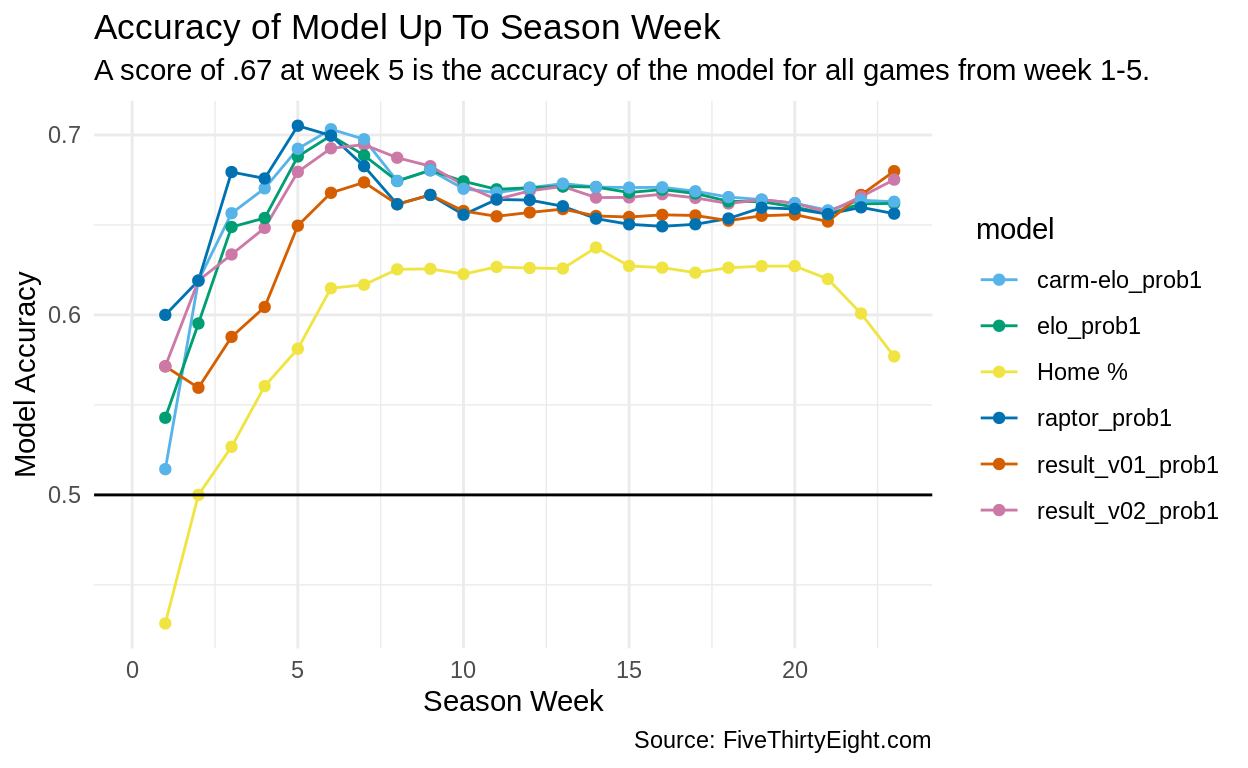 Accuracy of Model Up To Season Week
A score of .67 at week 5 is the accuracy of the model for all games from week 1-5.
Model Accuracy
0.7
0.6
0.5
0 5 10 15 20
Season Week
model
carm-elo_prob1
elo_prob1
Home %
raptor_prob1
result_v01_prob1
result_v02_prob1
Source: FiveThirtyEight.com